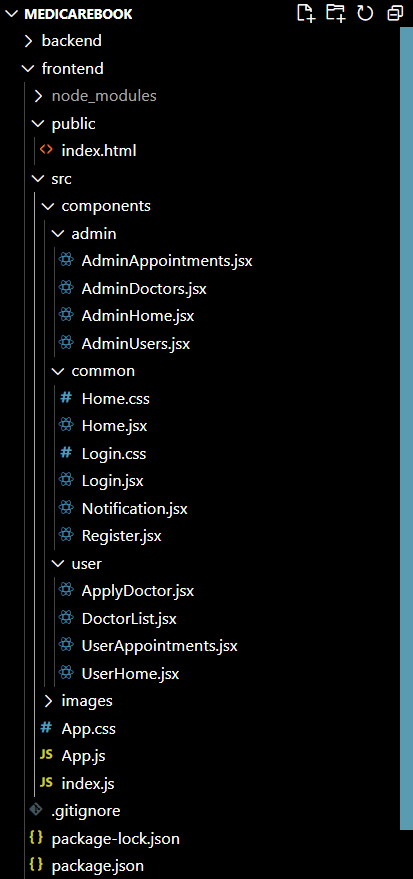 MEDICAREBOOK
backend
frontend
node_modules
public
<> index.html
src
components
admin
AdminAppointments.jsx
AdminDoctors.jsx
AdminHome.jsx
AdminUsers.jsx
common
# Home.css
Home.jsx
# Login.css
Login.jsx
Notification.jsx
Register.jsx
user
ApplyDoctor.jsx
DoctorList.jsx
UserAppointments.jsx
UserHome.jsx
images
# App.css
JS App.js
JS index.js
.gitignore
{} package-lock.json
{} package.json